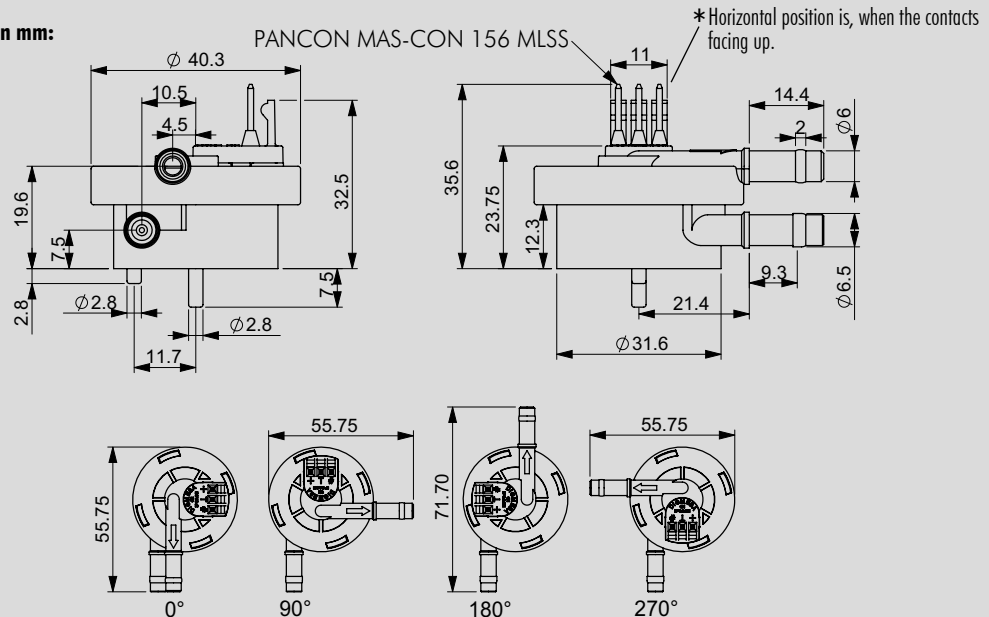 n mm:
PANCON MAS-CON 156 MLSS
*Horizontal position is, when the contacts
facing up.
Ø 40.3
10.5
4.5
19.6
7.5
2.8
Ø2.8
11.7
Ø2.8
7.5
32.5
11
14.4
2
Ø6
35.6
23.75
12.3
9.3
Ø6.5
21.4
Ø31.6
55.75
0°
55.75
90°
71.70
180°
55.75
270°